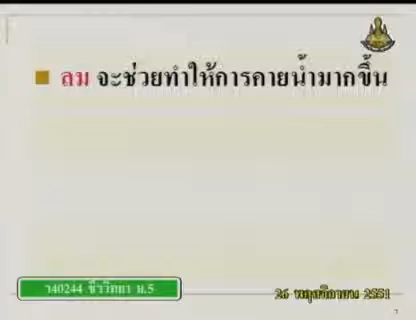 ลม จะช่วยทำให้การคายน้ำมากขึ้น
ว40244 ชีววิทยา ม.5
26 พฤศจิกายน 2551